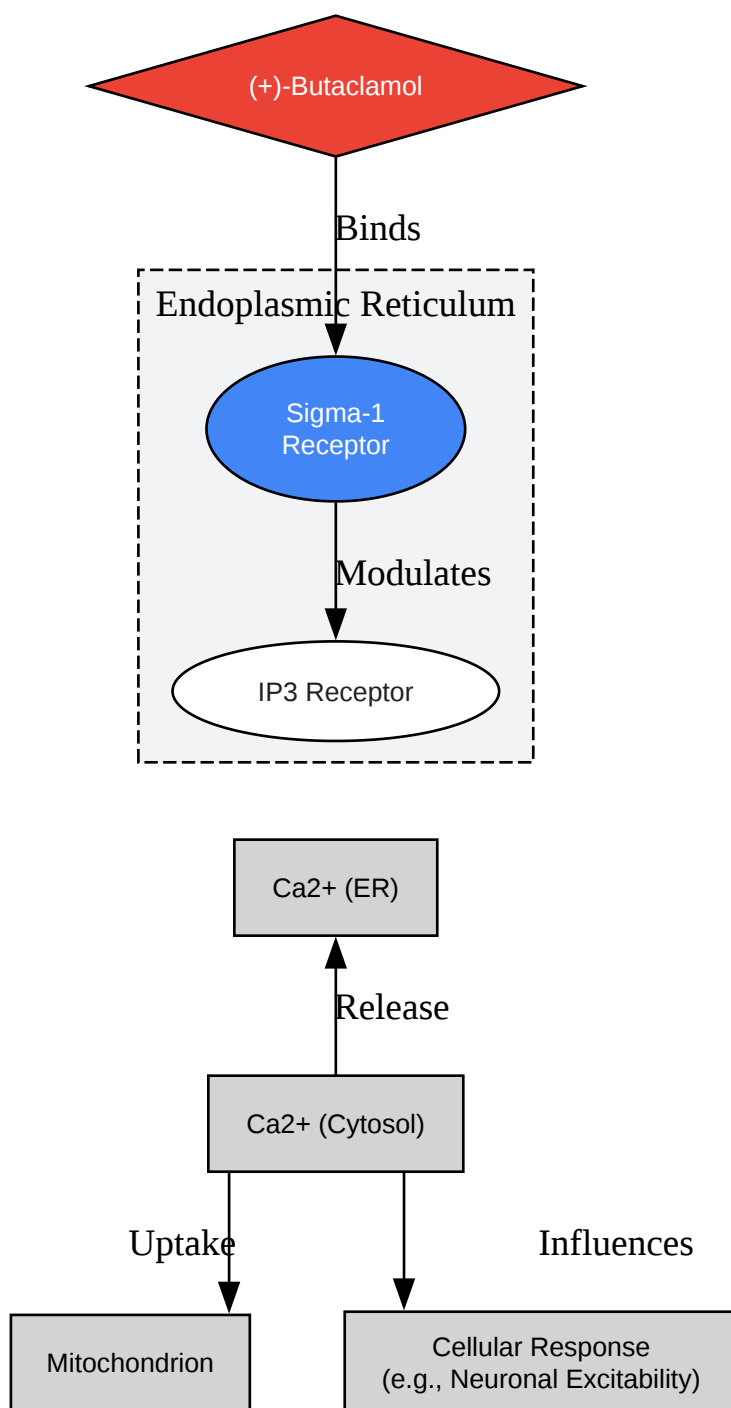 (+)-Butaclamol
Binds
Endoplasmic Reticulum
Sigma-1
Receptor
Modulates
IP3 Receptor
Ca2+ (ER)
Release
Ca2+ (Cytosol)
Uptake
Influences
Mitochondrion
Cellular Response
(e.g., Neuronal Excitability)